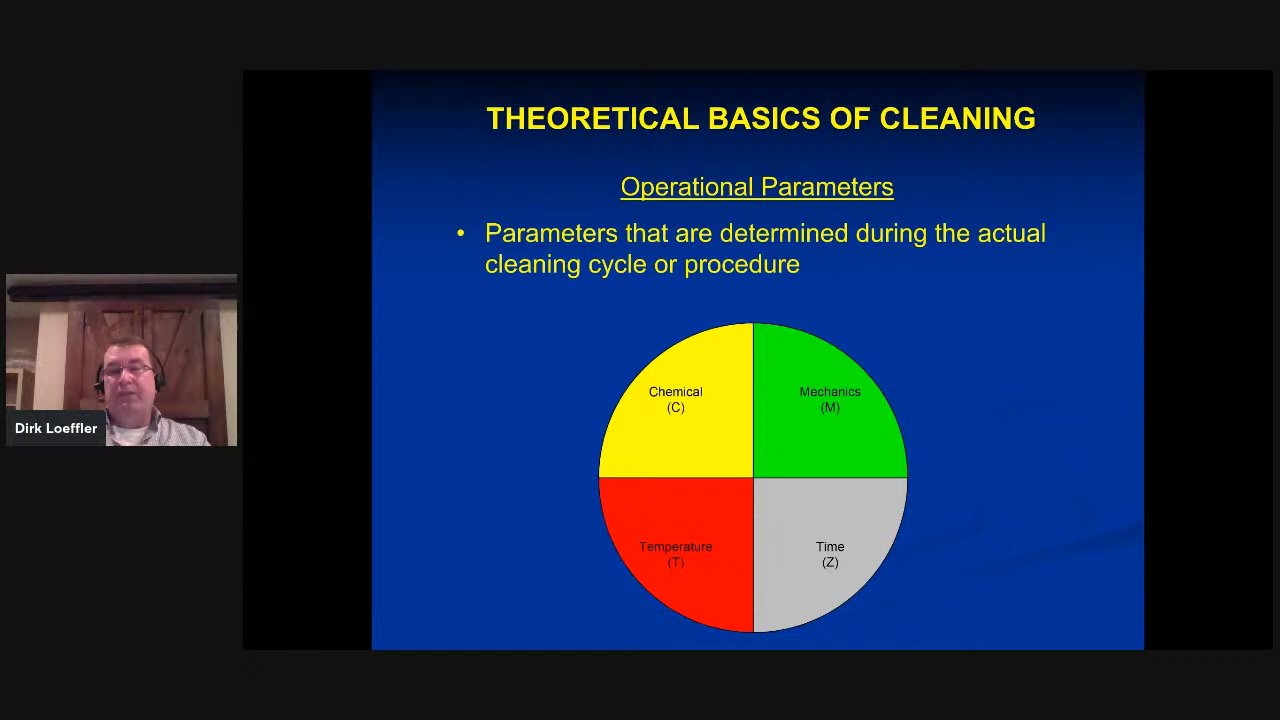 THEORETICAL BASICS OF CLEANING
Operational Parameters
• Parameters that are determined during the actual
cleaning cycle or procedure
Chemical
(C)
Mechanics
(M)
Temperature
(T)
Time
(Z)
Dirk Loeffler